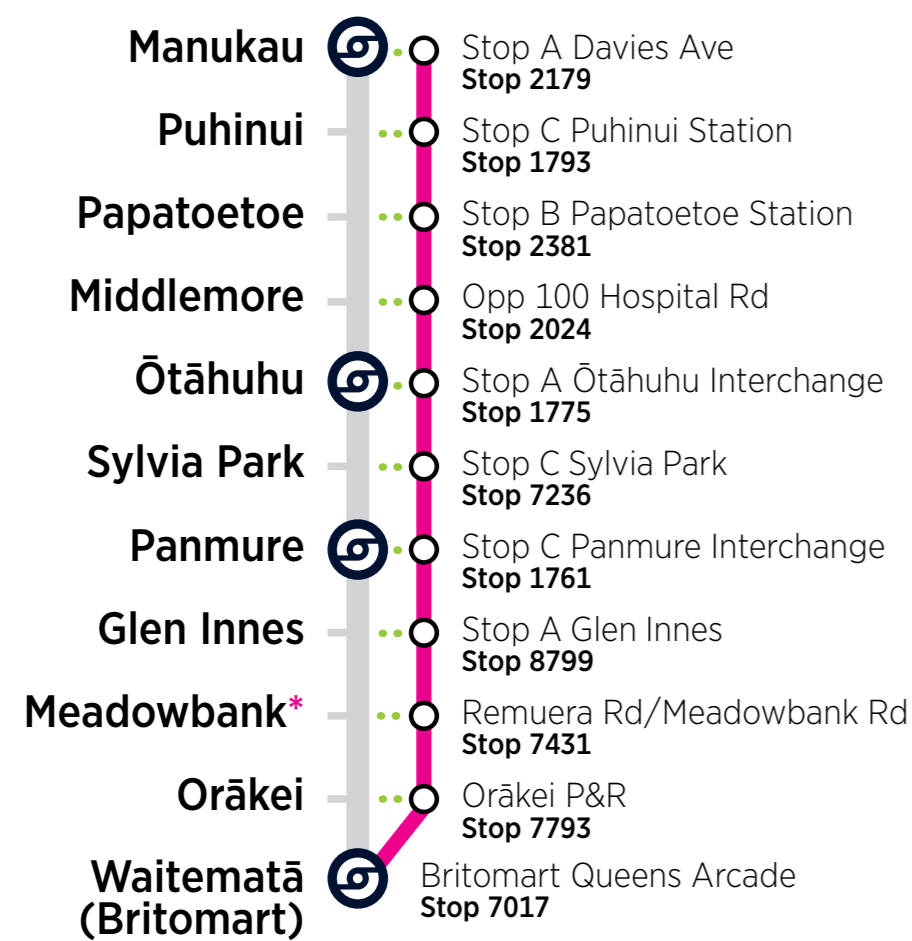 Manukau
Stop A Davies Ave
Stop 2179
Puhinui
Stop C Puhinui Station
Stop 1793
Papatoetoe
Stop B Papatoetoe Station
Stop 2381
Middlemore
Opp 100 Hospital Rd
Stop 2024
Ōtāhuhu
Stop A Ōtāhuhu Interchange
Stop 1775
Sylvia Park
Stop C Sylvia Park
Stop 7236
Panmure
Stop C Panmure Interchange
Stop 1761
Glen Innes
Stop A Glen Innes
Stop 8799
Meadowbank*
Remuera Rd/Meadowbank Rd
Stop 7431
Orākei
Orākei P&R
Stop 7793
Waitematā
(Britomart)
Britomart Queens Arcade
Stop 7017